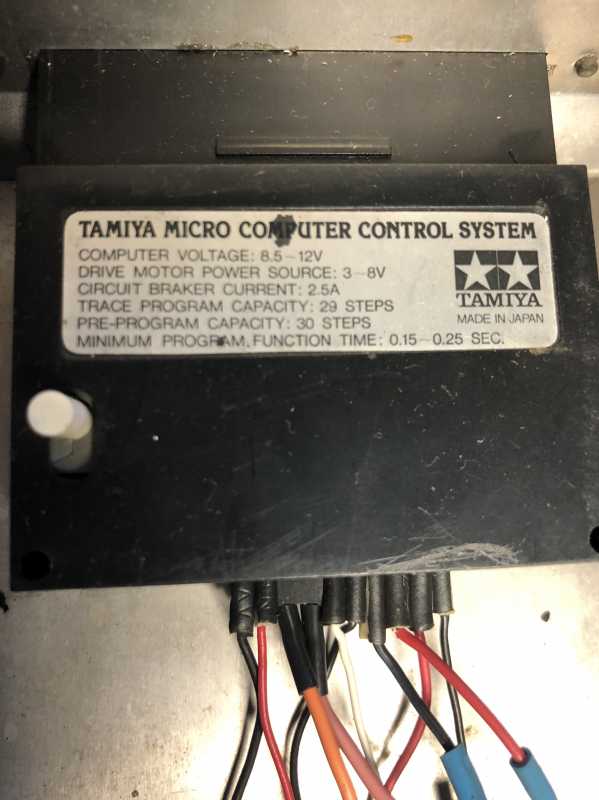 TAMIYA MICRO COMPUTER CONTROL SYSTEM
COMPUTER VOLTAGE: 8.5~12V
DRIVE MOTOR POWER SOURCE: 3~8V
CIRCUIT BRAKER CURRENT: 2.5A
TRACE PROGRAM CAPACITY: 29 STEPS
PRE-PROGRAM CAPACITY: 30 STEPS
MINIMUM PROGRAM FUNCTION TIME: 0.15~0.25 SEC.
TAMIYA
MADE IN JAPAN